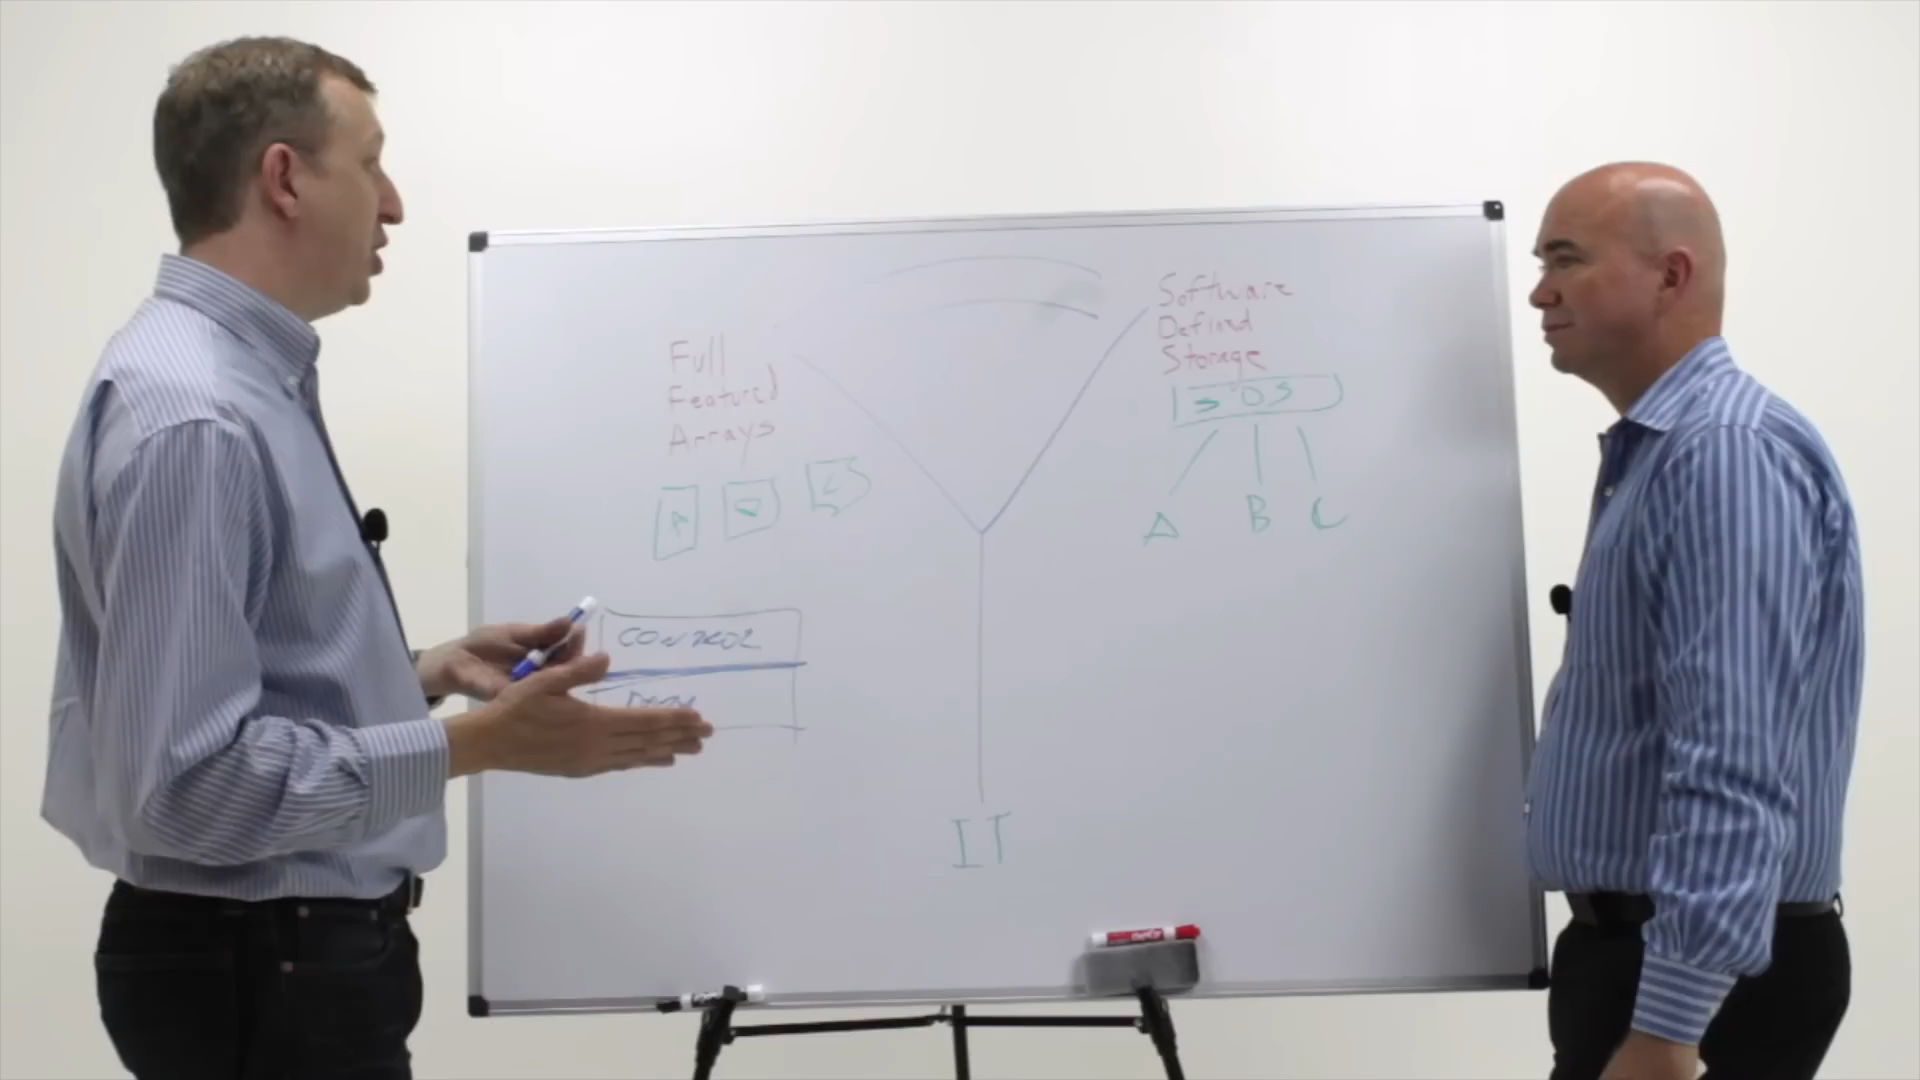 Full
Featured
Arrays
Software
Defined
Storage
A
B
C
CONTROL
IT